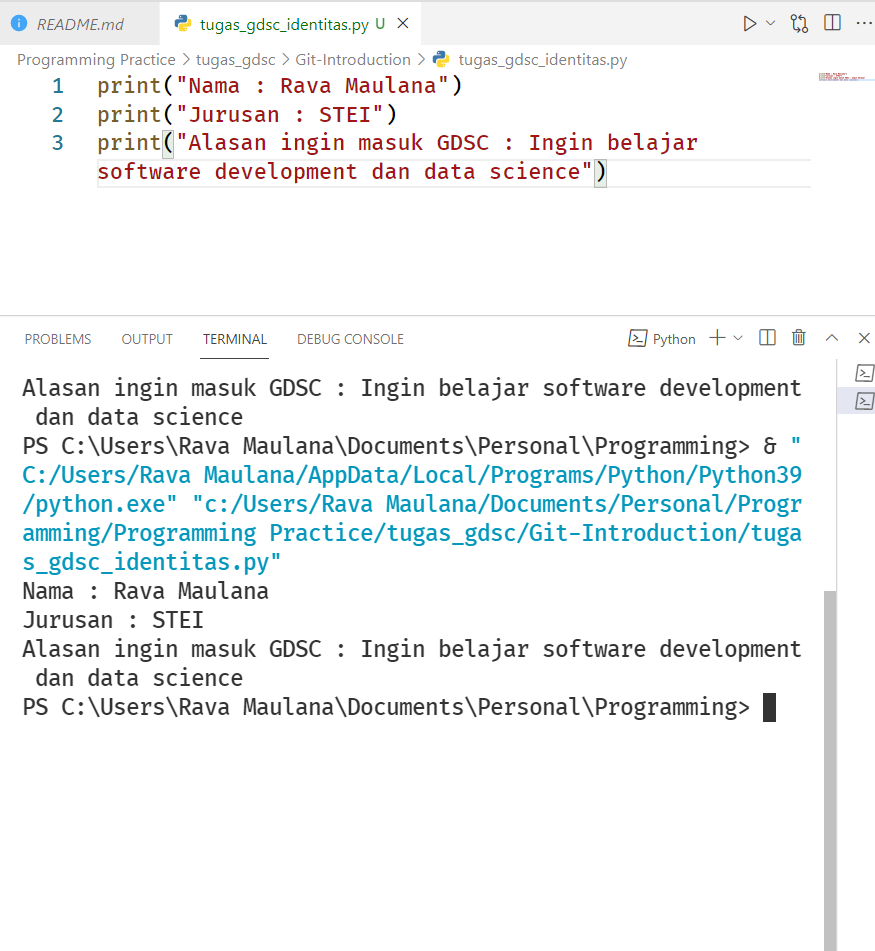 README.md tugas_gdsc_identitas.py U
Programming Practice > tugas_gdsc > Git-Introduction > tugas_gdsc_identitas.py
1 print("Nama : Rava Maulana")
2 print("Jurusan : STEI")
3 print("Alasan ingin masuk GDSC : Ingin belajar
software development dan data science")
PROBLEMS OUTPUT TERMINAL DEBUG CONSOLE Python
Alasan ingin masuk GDSC : Ingin belajar software development
dan data science
PS C:\Users\Rava Maulana\Documents\Personal\Programming> & "
C:/Users/Rava Maulana/AppData/Local/Programs/Python/Python39
/python.exe" "c:/Users/Rava Maulana/Documents/Personal/Progr
amming/Programming Practice/tugas_gdsc/Git-Introduction/tuga
s_gdsc_identitas.py"
Nama : Rava Maulana
Jurusan : STEI
Alasan ingin masuk GDSC : Ingin belajar software development
dan data science
PS C:\Users\Rava Maulana\Documents\Personal\Programming>